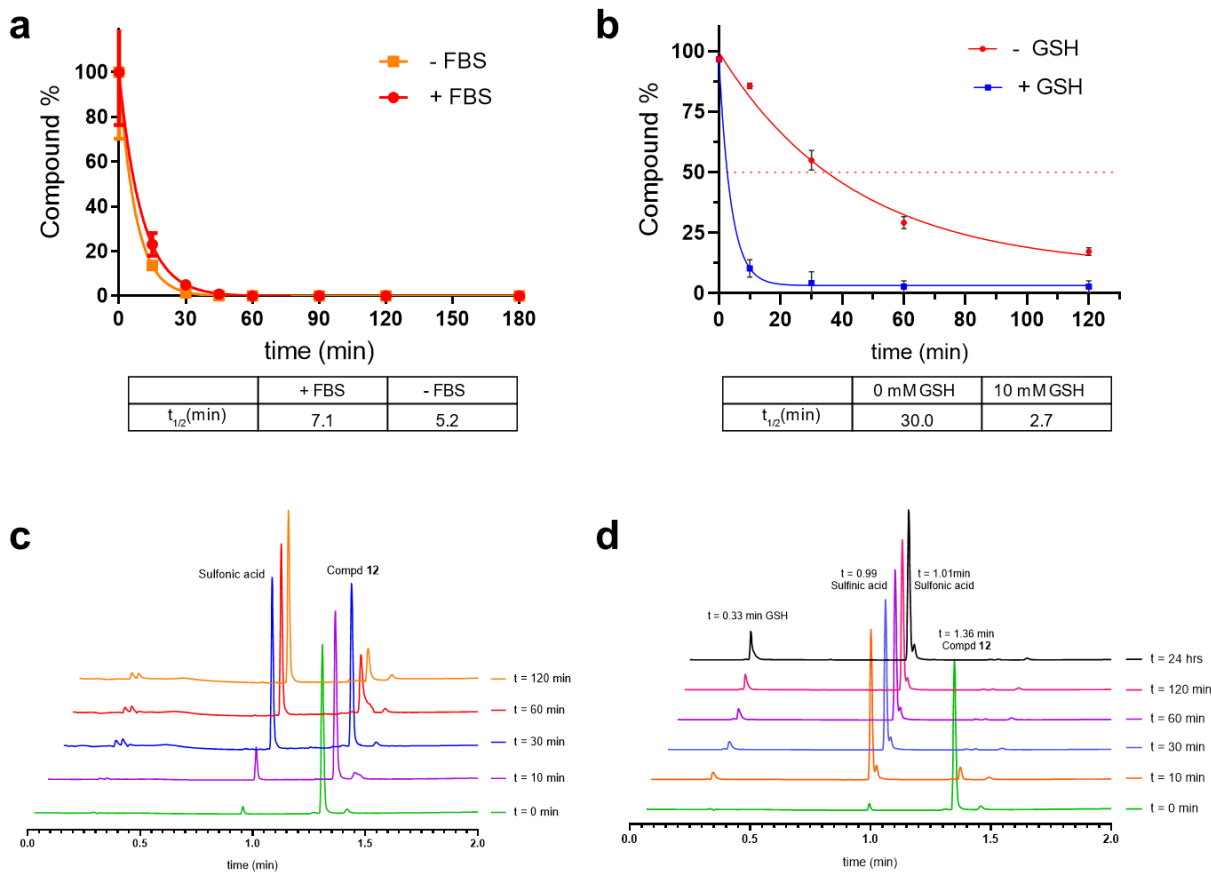 a
- FBS
+ FBS
Compound %
100
80
60
40
20
0
0 30 60 90 120 150 180
time (min)
+ FBS - FBS
t1/2(min) 7.1 5.2
b
- GSH
+ GSH
Compound %
100
75
50
25
0
0 20 40 60 80 100 120
time (min)
0 mM GSH 10 mM GSH
t1/2(min) 30.0 2.7
c
Sulfonic acid
Compd 12
t = 120 min
t = 60 min
t = 30 min
t = 10 min
t = 0 min
0.0 0.5 1.0 1.5 2.0
time (min)
d
t = 0.99
Sulfinic acid
t = 1.01min
Sulfonic acid
t = 0.33 min GSH
t = 1.36 min
Compd 12
t = 24 hrs
t = 120 min
t = 60 min
t = 30 min
t = 10 min
t = 0 min
0.0 0.5 1.0 1.5 2.0
time (min)